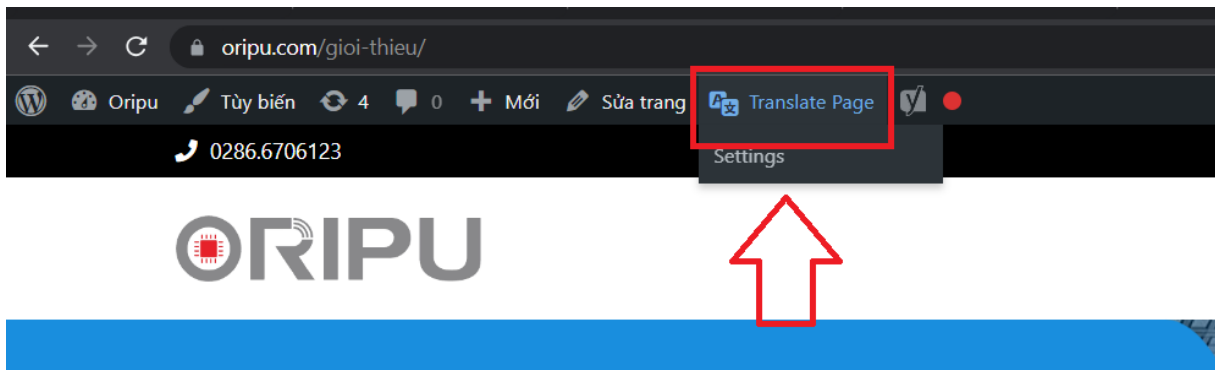 oripu.com/gioi-thieu/
Oripu Tùy biến 4 0 Mới Sửa trang Translate Page
0286.6706123 Settings
ORIPU